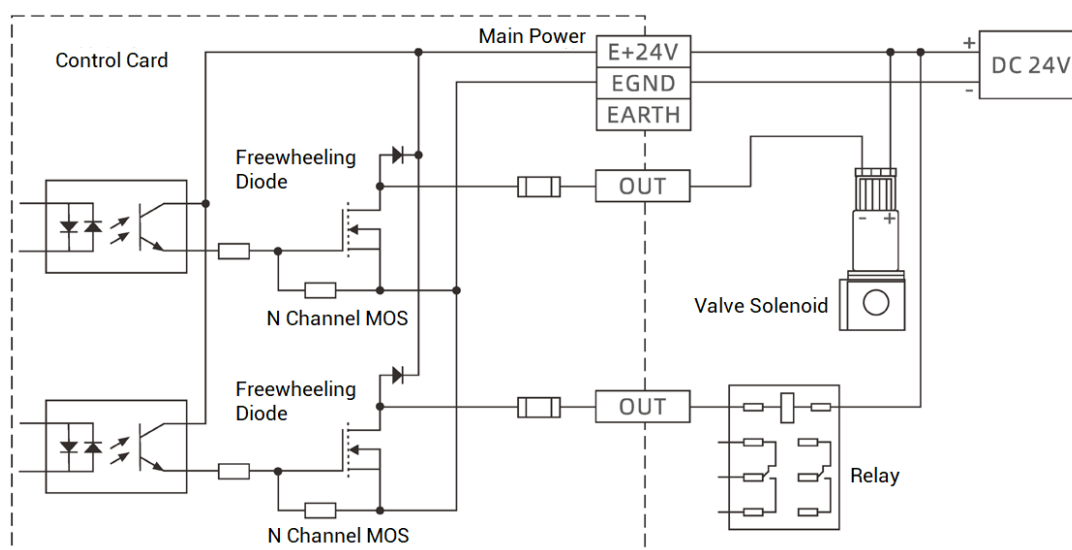 Main Power
E+24V
+
DC 24V
Control Card
EGND
-
EARTH
Freewheeling
Diode
OUT
- +
Valve Solenoid
N Channel MOS
Freewheeling
Diode
OUT
Relay
N Channel MOS